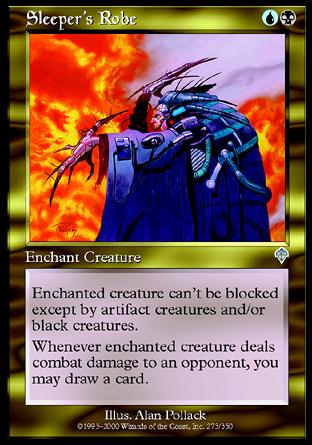 Sleeper's Robe
Enchant Creature
Enchanted creature can't be blocked
except by artifact creatures and/or
black creatures.
Whenever enchanted creature deals
combat damage to an opponent, you
may draw a card.
Illus. Alan Pollack
©1993-2000 Wizards of the Coast, Inc. 273/350